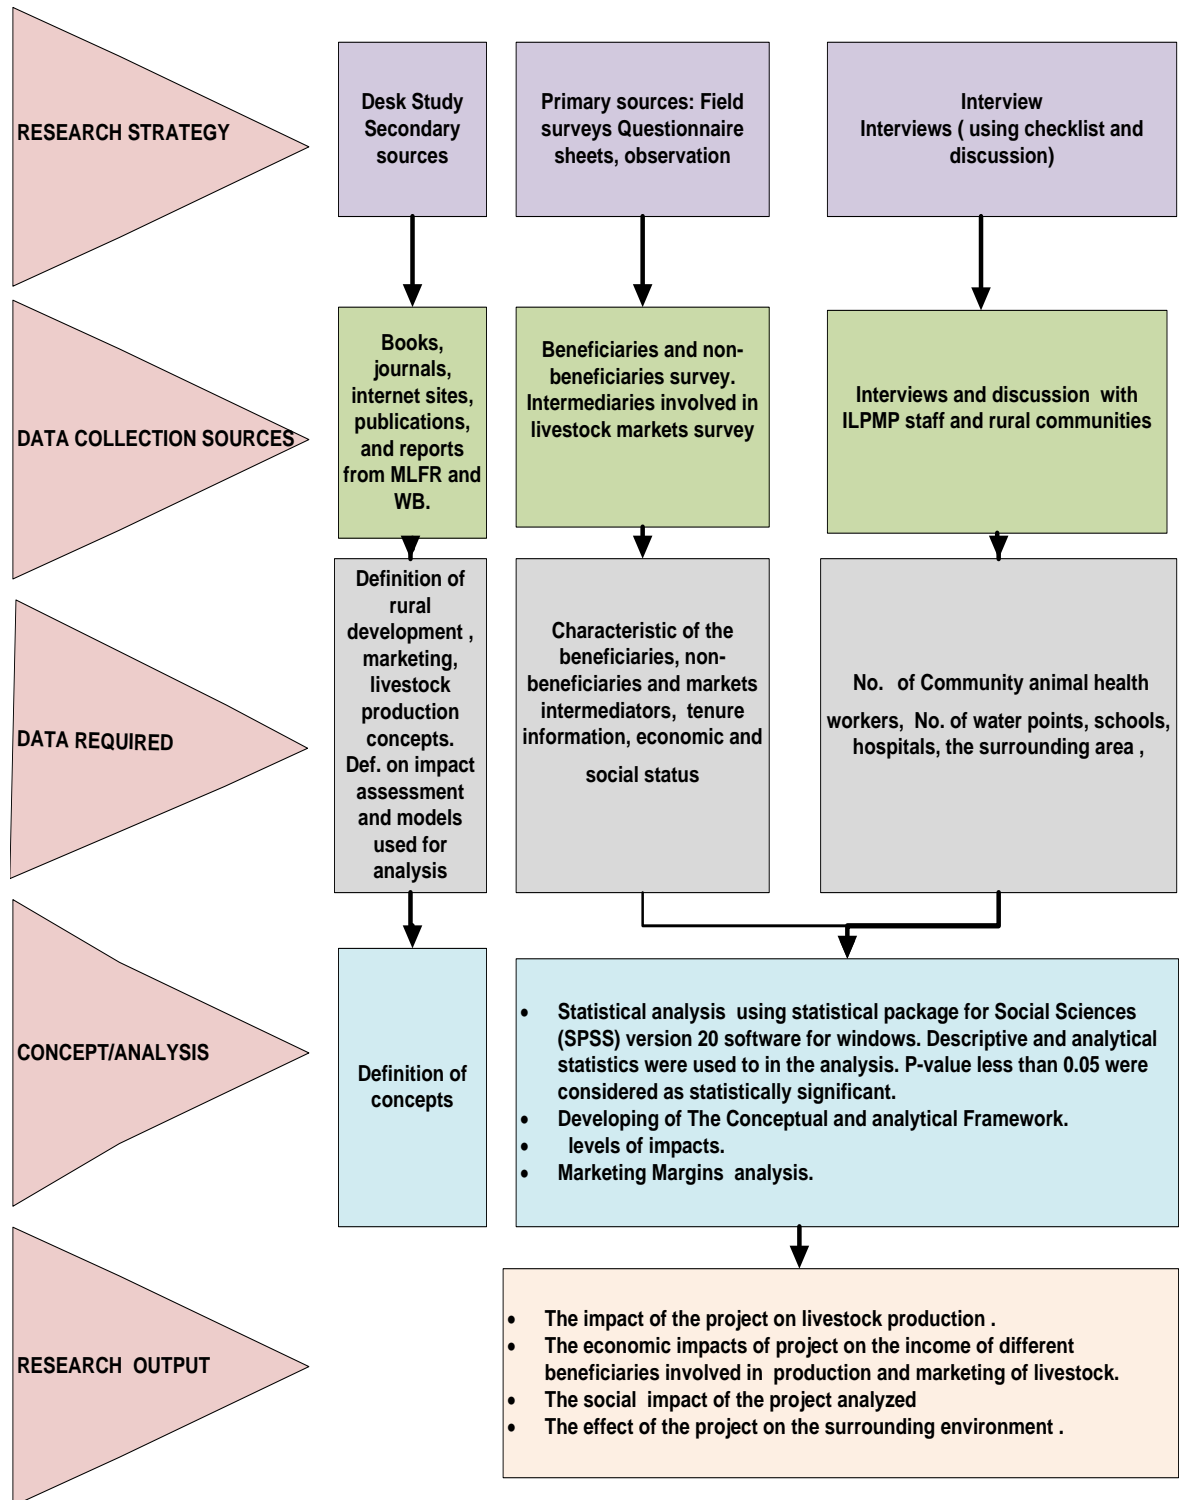 RESEARCH STRATEGY
Desk Study
Secondary
sources
Primary sources: Field
surveys Questionnaire
sheets, observation
Interview
Interviews ( using checklist and
discussion)
DATA COLLECTION SOURCES
Books,
journals,
internet sites,
publications,
and reports
from MLFR and
WB.
Beneficiaries and non-
beneficiaries survey.
Intermediaries involved in
livestock markets survey
Interviews and discussion with
ILPMP staff and rural communities
DATA REQUIRED
Definition of
rural
development ,
marketing,
livestock
production
concepts.
Def. on impact
assessment
and models
used for
analysis
Characteristic of the
beneficiaries, non-
beneficiaries and markets
intermediators, tenure
information, economic and
social status
No. of Community animal health
workers, No. of water points, schools,
hospitals, the surrounding area ,
CONCEPT/ANALYSIS
Definition of
concepts
• Statistical analysis using statistical package for Social Sciences
(SPSS) version 20 software for windows. Descriptive and analytical
statistics were used to in the analysis. P-value less than 0.05 were
considered as statistically significant.
• Developing of The Conceptual and analytical Framework.
• levels of impacts.
• Marketing Margins analysis.
RESEARCH OUTPUT
• The impact of the project on livestock production .
• The economic impacts of project on the income of different
beneficiaries involved in production and marketing of livestock.
• The social impact of the project analyzed
• The effect of the project on the surrounding environment .